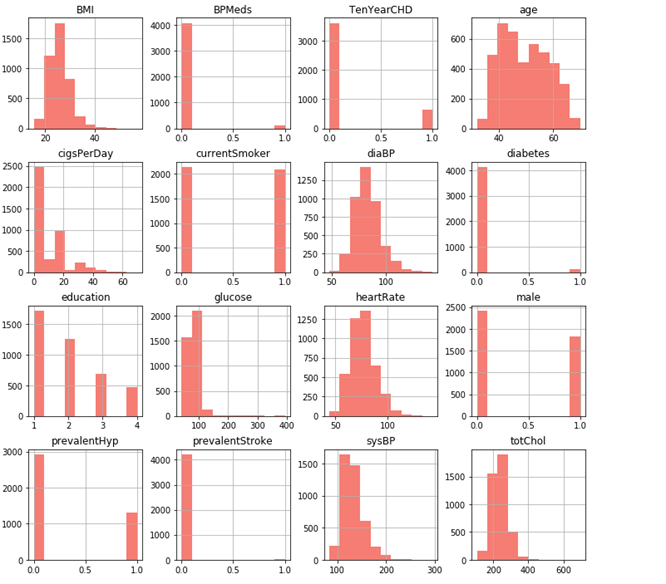 BMI BPMeds TenYearCHD age
1500 1000 500 0
20 40
4000 3000 2000 1000 0
0.0 0.5 1.0
3000 2000 1000 0
0.0 0.5 1.0
600 400 200 0
40 60
cigsPerDay currentSmoker diaBP diabetes
2500 2000 1500 1000 500 0
0 20 40 60
2000 1500 1000 500 0
0.0 0.5 1.0
1250 1000 750 500 250 0
50 100
4000 3000 2000 1000 0
0.0 0.5 1.0
education glucose heartRate male
1500 1000 500 0
1 2 3 4
2000 1500 1000 500 0
100 200 300 400
1250 1000 750 500 250 0
50 100
2500 2000 1500 1000 500 0
0.0 0.5 1.0
prevalentHyp prevalentStroke sysBP totChol
3000 2000 1000 0
0.0 0.5 1.0
4000 3000 2000 1000 0
0.0 0.5 1.0
1500 1000 500 0
100 200 300
1500 1000 500 0
200 400 600